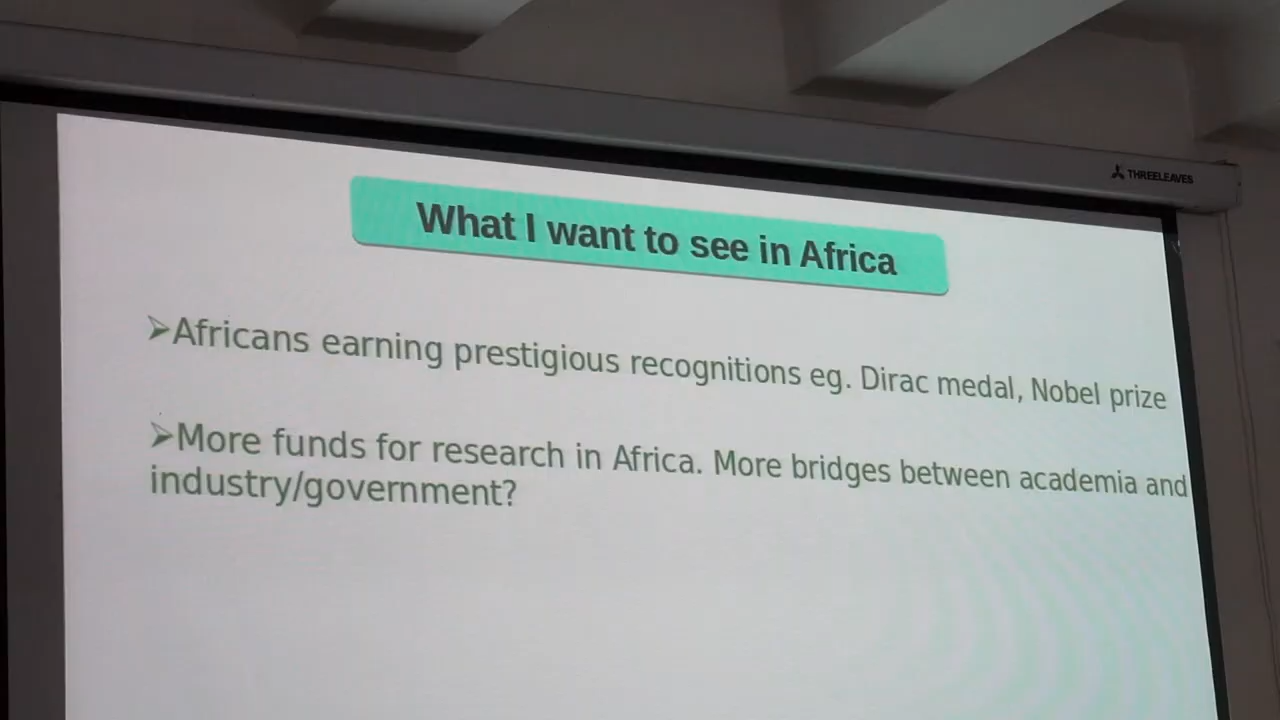 THREELEAVES
What I want to see in Africa
➢Africans earning prestigious recognitions eg. Dirac medal, Nobel prize
➢More funds for research in Africa. More bridges between academia and
industry/government?